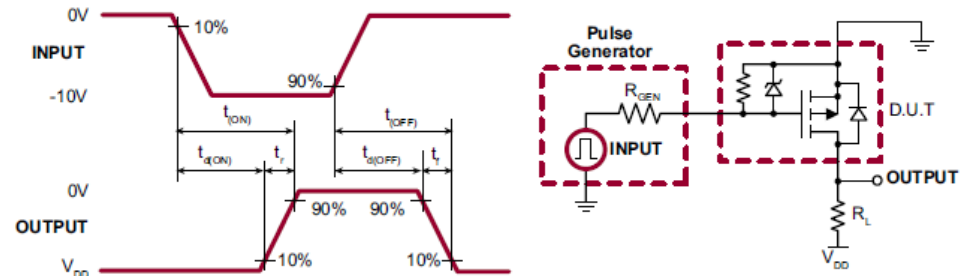 0V
10%
INPUT
90%
-10V
t(ON)
t(OFF)
td(ON)
tr
td(OFF)
tf
0V
90%
90%
OUTPUT
10%
10%
VDD
Pulse
Generator
RGEN
INPUT
D.U.T
OUTPUT
RL
VDD